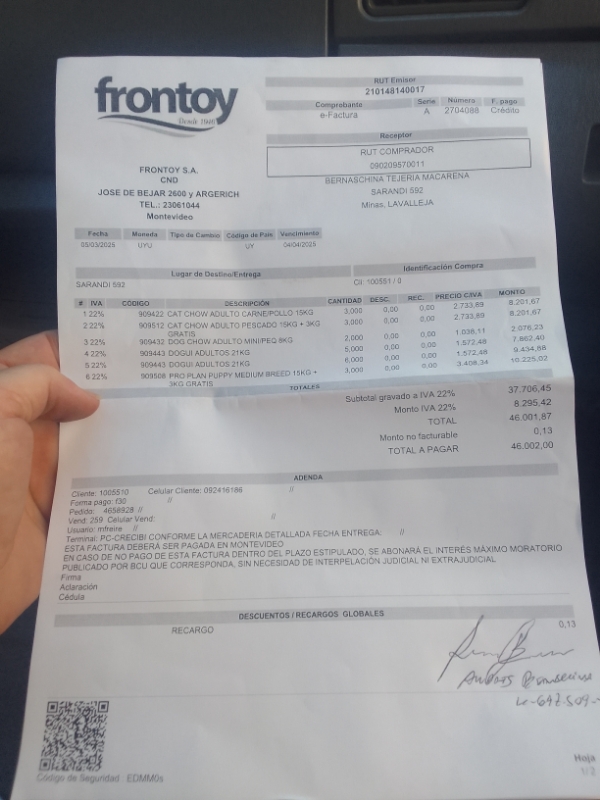 frontoy
Desde 1960
RUT Emisor
210148140017
Comprobante Serie Número F. pago
e-Factura A 2704088 Crédito
Receptor
RUT COMPRADOR
090209570011
BERNASCHINA TEJERIA MACARENA
SARANDI 592
Minas, LAVALLEJA
FRONTOY S.A.
CND
JOSE DE BEJAR 2600 y ARGERICH
TEL.: 23061044
Montevideo
Fecha Moneda Tipo de Cambio Código de País Vencimiento
05/03/2025 UYU UY 04/04/2025
Lugar de Destino/Entrega Identificación Compra
SARANDI 592 CII: 100551 / 0
# IVA CÓDIGO DESCRIPCIÓN CANTIDAD DESC. REC. PRECIO C/IVA MONTO
1 22% 909422 CAT CHOW ADULTO CARNE/POLLO 15KG 3,000 0,00 0,00 2.733,89 8.201,67
2 22% 909512 CAT CHOW ADULTO PESCADO 15KG + 3KG GRATIS 3,000 0,00 0,00 2.733,89 8.201,67
3 22% 909432 DOG CHOW ADULTO MINI/PEQ 8KG 2,000 0,00 0,00 1.038,11 2.076,23
4 22% 909443 DOGUI ADULTOS 21KG 5,000 0,00 0,00 1.572,48 7.862,40
5 22% 909443 DOGUI ADULTOS 21KG 6,000 0,00 0,00 1.572,48 9.434,88
6 22% 909508 PRO PLAN PUPPY MEDIUM BREED 15KG + 3KG GRATIS 3,000 0,00 0,00 3.408,34 10.225,02
TOTALES
Subtotal gravado a IVA 22% 37.706,45
Monto IVA 22% 8.295,42
TOTAL 46.001,87
Monto no facturable 0,13
TOTAL A PAGAR 46.002,00
ADENDA
Cliente: 1005510 Celular Cliente: 092416186 //
Forma pago: f30 //
Pedido: 4658928 //
Vend: 259 Celular Vend: //
Usuario: mfreire //
Terminal: PC-CRECIBI CONFORME LA MERCADERIA DETALLADA FECHA ENTREGA: //
ESTA FACTURA DEBERÁ SER PAGADA EN MONTEVIDEO
EN CASO DE NO PAGO DE ESTA FACTURA DENTRO DEL PLAZO ESTIPULADO, SE ABONARÁ EL INTERÉS MÁXIMO MORATORIO
PUBLICADO POR BCU QUE CORRESPONDA, SIN NECESIDAD DE INTERPELACIÓN JUDICIAL NI EXTRAJUDICIAL
Firma
Aclaración
Cédula
DESCUENTOS / RECARGOS GLOBALES
RECARGO 0,13
Código de Seguridad : EDMM0s
Hoja
1/2